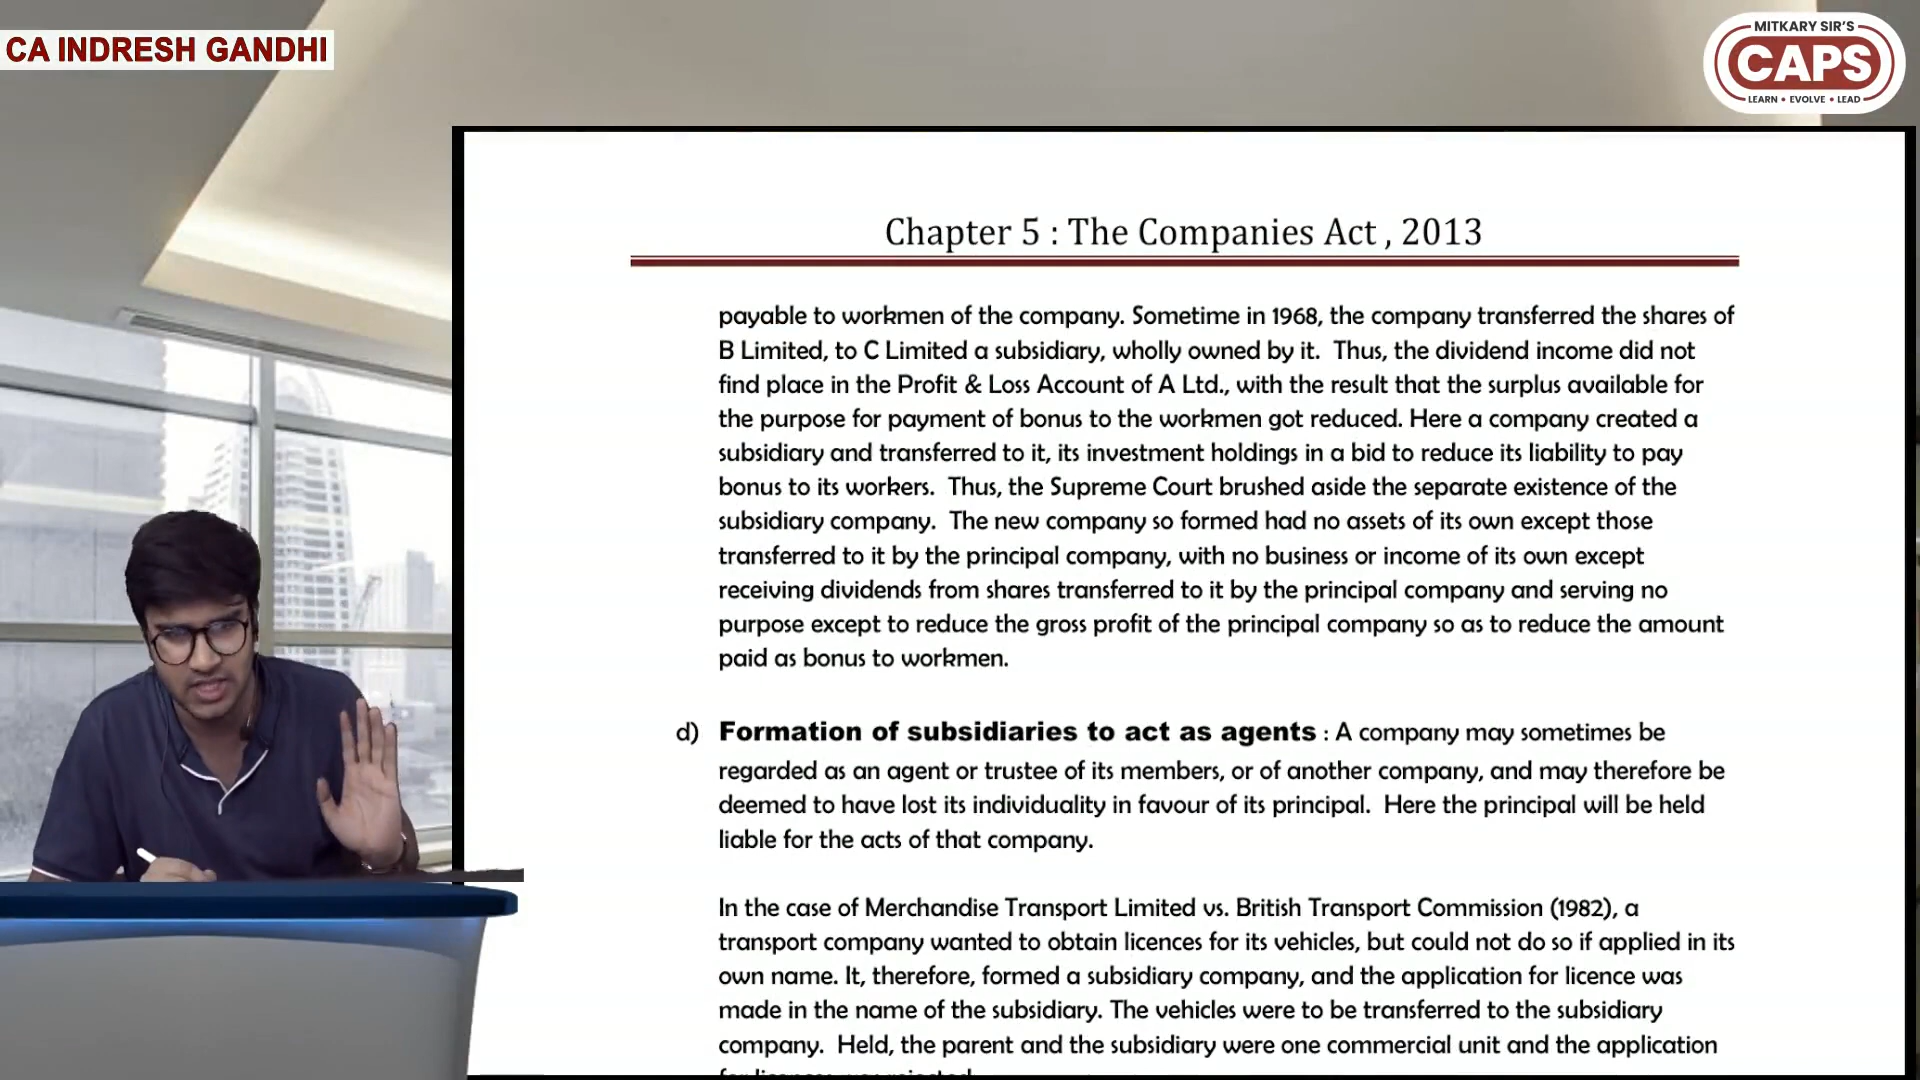 CA INDRESH GANDHI
MITKARY SIR'S
CAPS
LEARN • EVOLVE • LEAD
Chapter 5 : The Companies Act , 2013
payable to workmen of the company. Sometime in 1968, the company transferred the shares of
B Limited, to C Limited a subsidiary, wholly owned by it. Thus, the dividend income did not
find place in the Profit & Loss Account of A Ltd., with the result that the surplus available for
the purpose for payment of bonus to the workmen got reduced. Here a company created a
subsidiary and transferred to it, its investment holdings in a bid to reduce its liability to pay
bonus to its workers. Thus, the Supreme Court brushed aside the separate existence of the
subsidiary company. The new company so formed had no assets of its own except those
transferred to it by the principal company, with no business or income of its own except
receiving dividends from shares transferred to it by the principal company and serving no
purpose except to reduce the gross profit of the principal company so as to reduce the amount
paid as bonus to workmen.
d) Formation of subsidiaries to act as agents : A company may sometimes be
regarded as an agent or trustee of its members, or of another company, and may therefore be
deemed to have lost its individuality in favour of its principal. Here the principal will be held
liable for the acts of that company.
In the case of Merchandise Transport Limited vs. British Transport Commission (1982), a
transport company wanted to obtain licences for its vehicles, but could not do so if applied in its
own name. It, therefore, formed a subsidiary company, and the application for licence was
made in the name of the subsidiary. The vehicles were to be transferred to the subsidiary
company. Held, the parent and the subsidiary were one commercial unit and the application